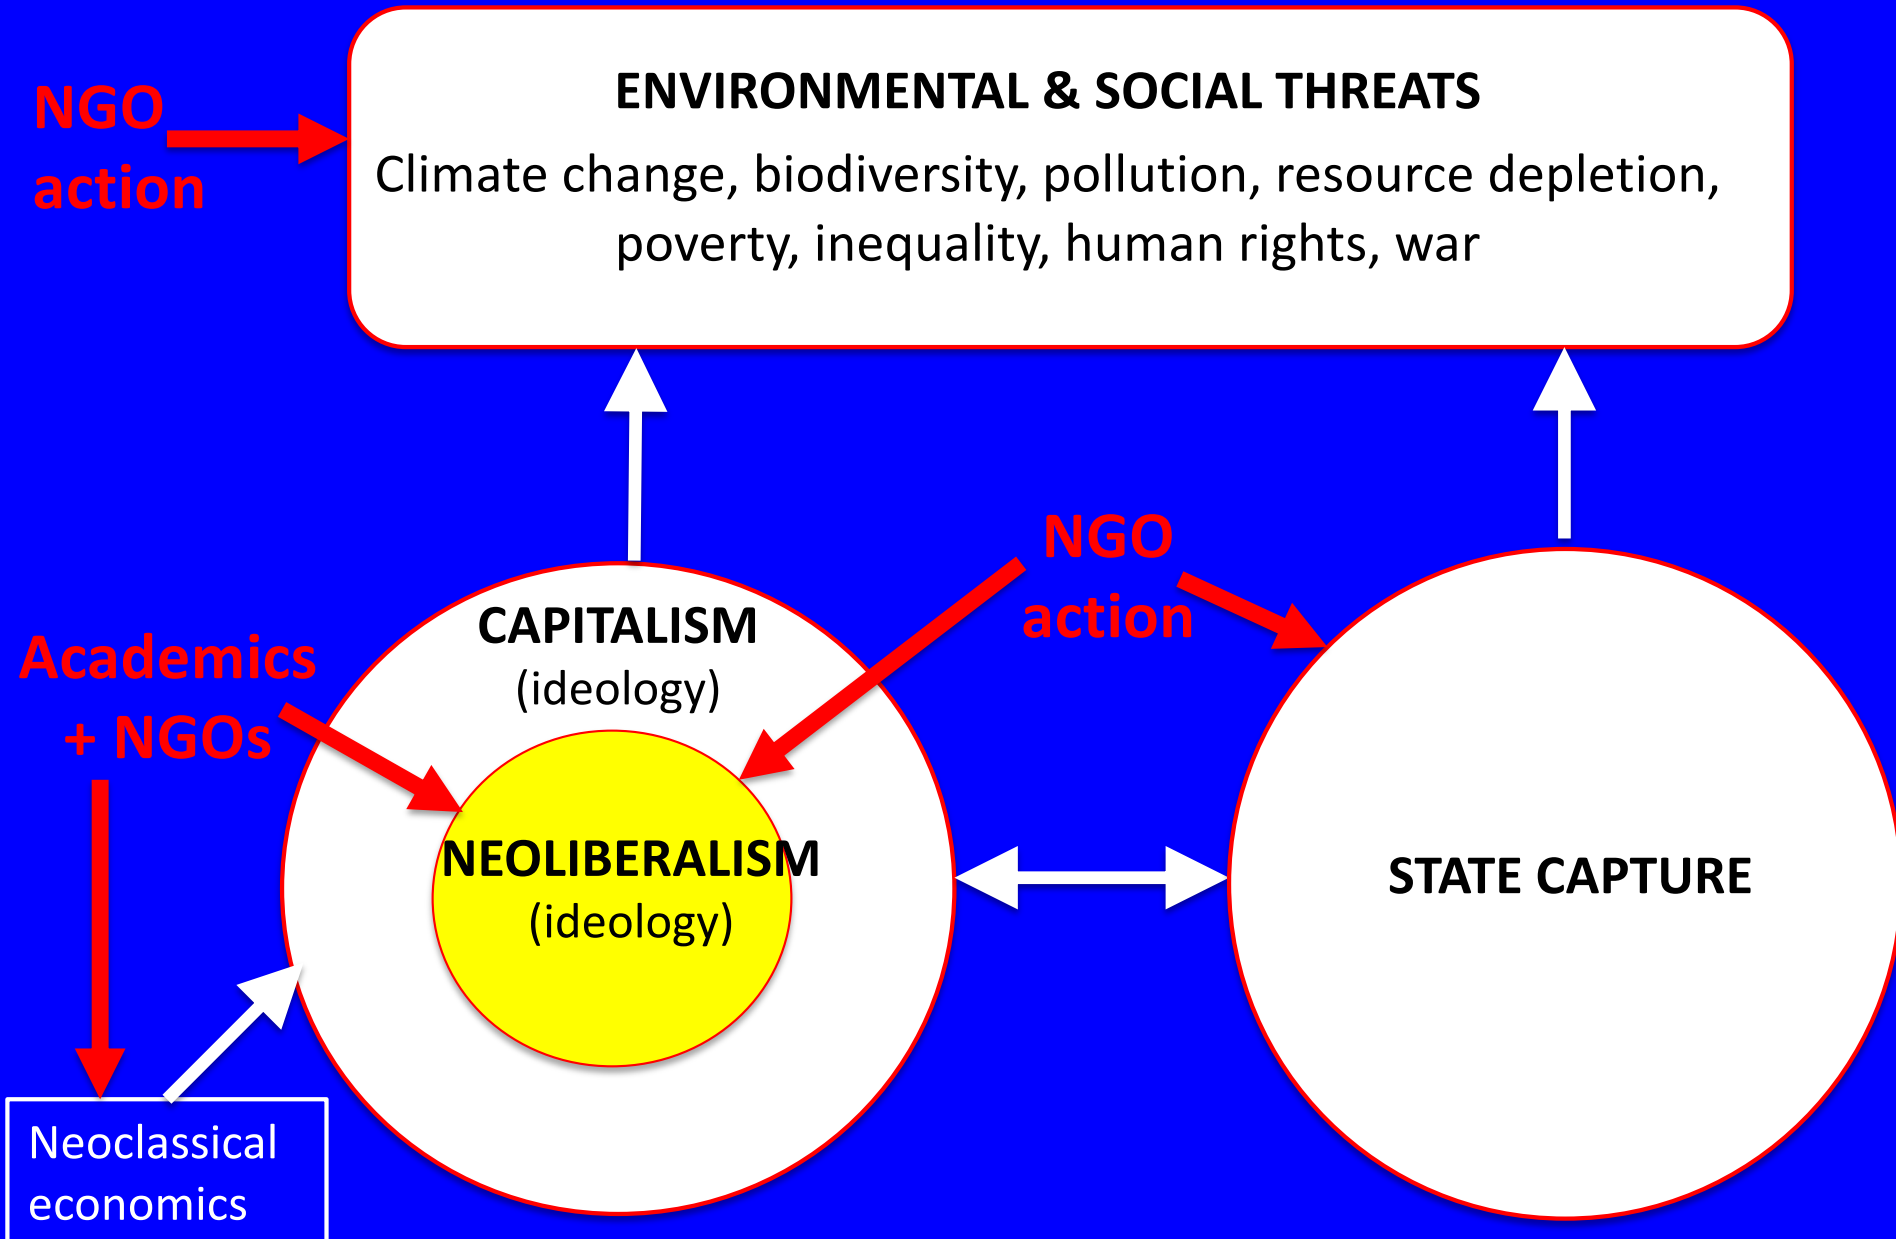 NGO
action
ENVIRONMENTAL & SOCIAL THREATS
Climate change, biodiversity, pollution, resource depletion,
poverty, inequality, human rights, war
NGO
action
CAPITALISM
(ideology)
Academics
+ NGOs
NEOLIBERALISM
(ideology)
STATE CAPTURE
Neoclassical
economics